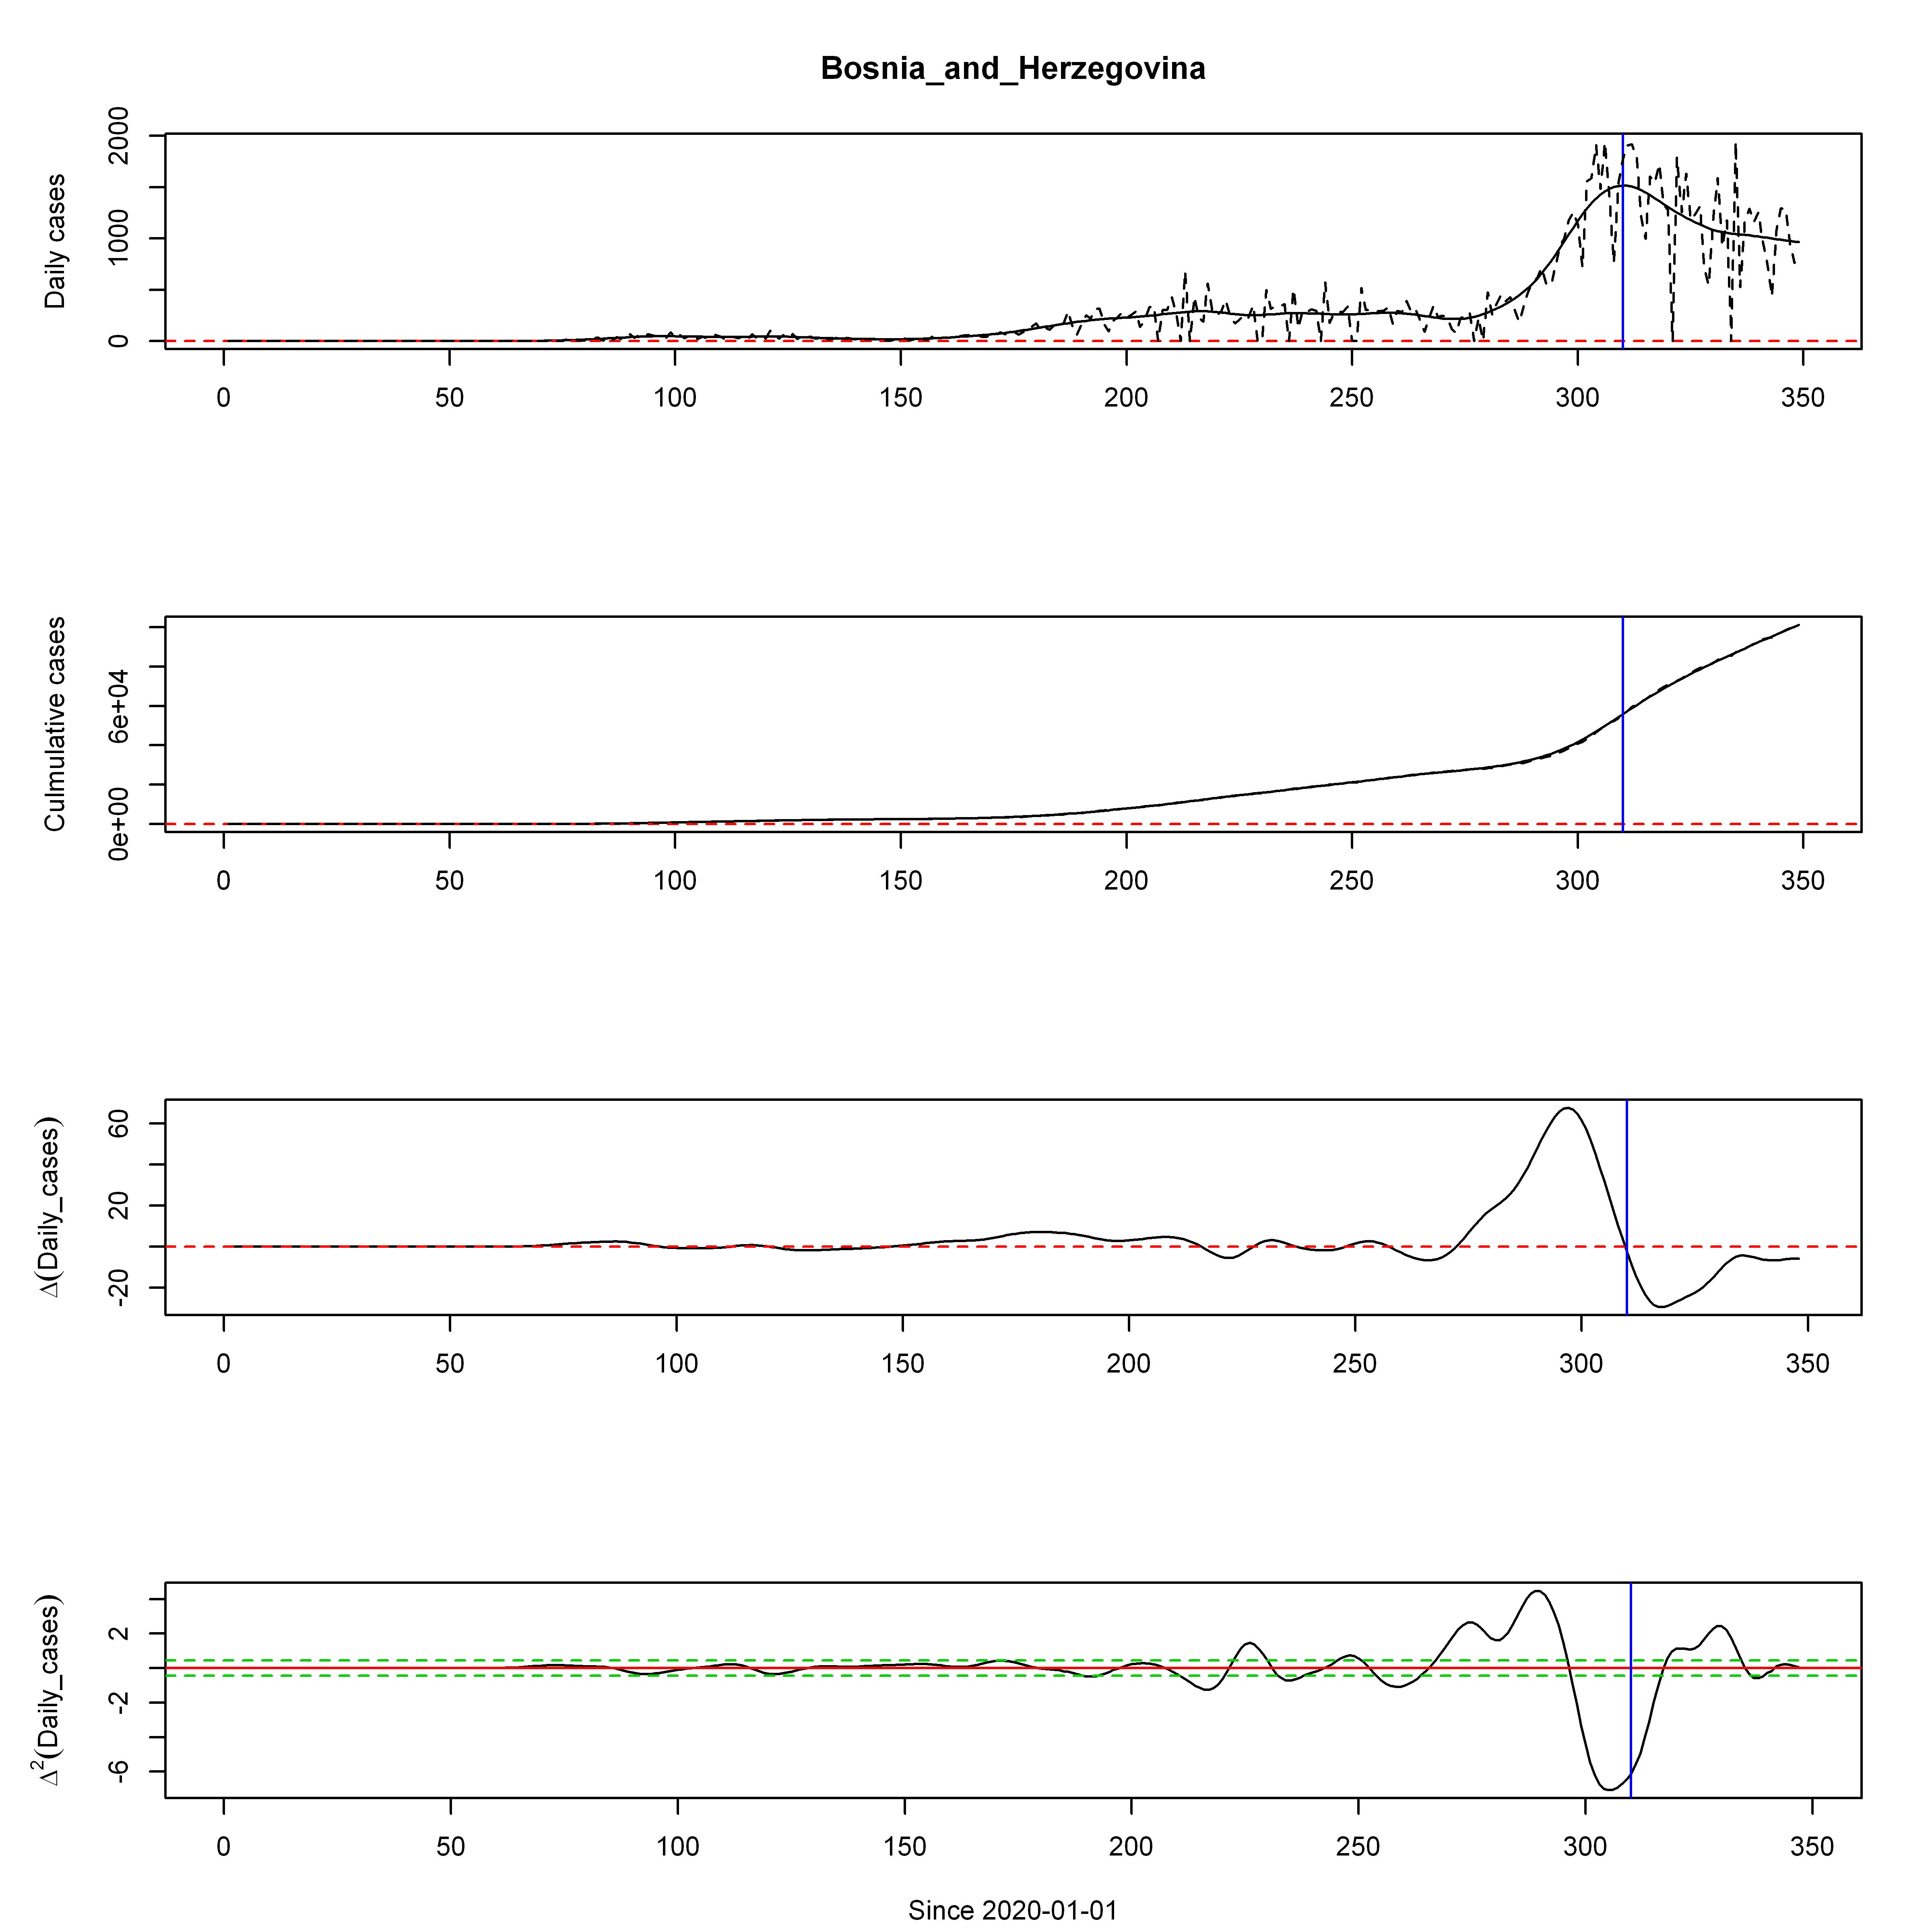 Bosnia_and_Herzegovina
Daily cases
0 1000 2000
0 50 100 150 200 250 300 350
Culmulative cases
0e+00 6e+04
0 50 100 150 200 250 300 350
Δ(Daily_cases)
-20 20 60
0 50 100 150 200 250 300 350
Δ²(Daily_cases)
-6 -2 2
0 50 100 150 200 250 300 350
Since 2020-01-01